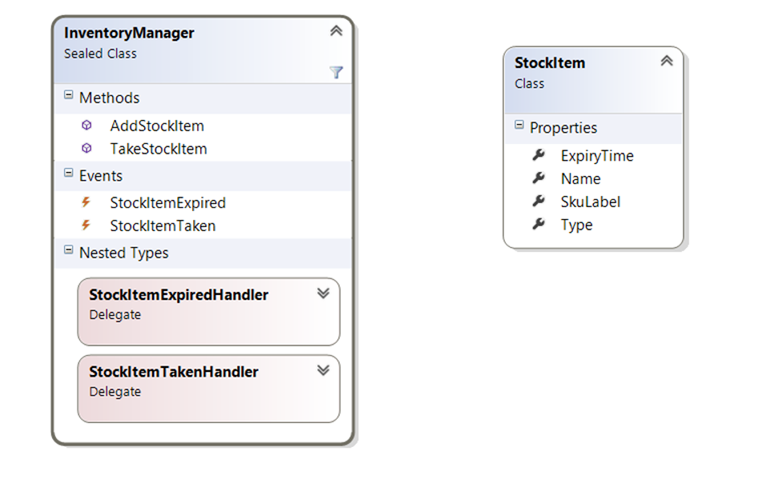 InventoryManager
Sealed Class
Methods
AddStockItem
TakeStockItem
Events
StockItemExpired
StockItemTaken
Nested Types
StockItemExpiredHandler
Delegate
StockItemTakenHandler
Delegate
StockItem
Class
Properties
ExpiryTime
Name
SkuLabel
Type